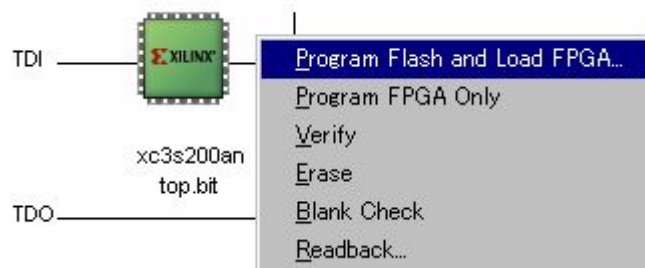 TDI
XILINX
xc3s200an
top.bit
TDO
Program Flash and Load FPGA...
Program FPGA Only
Verify
Erase
Blank Check
Readback...